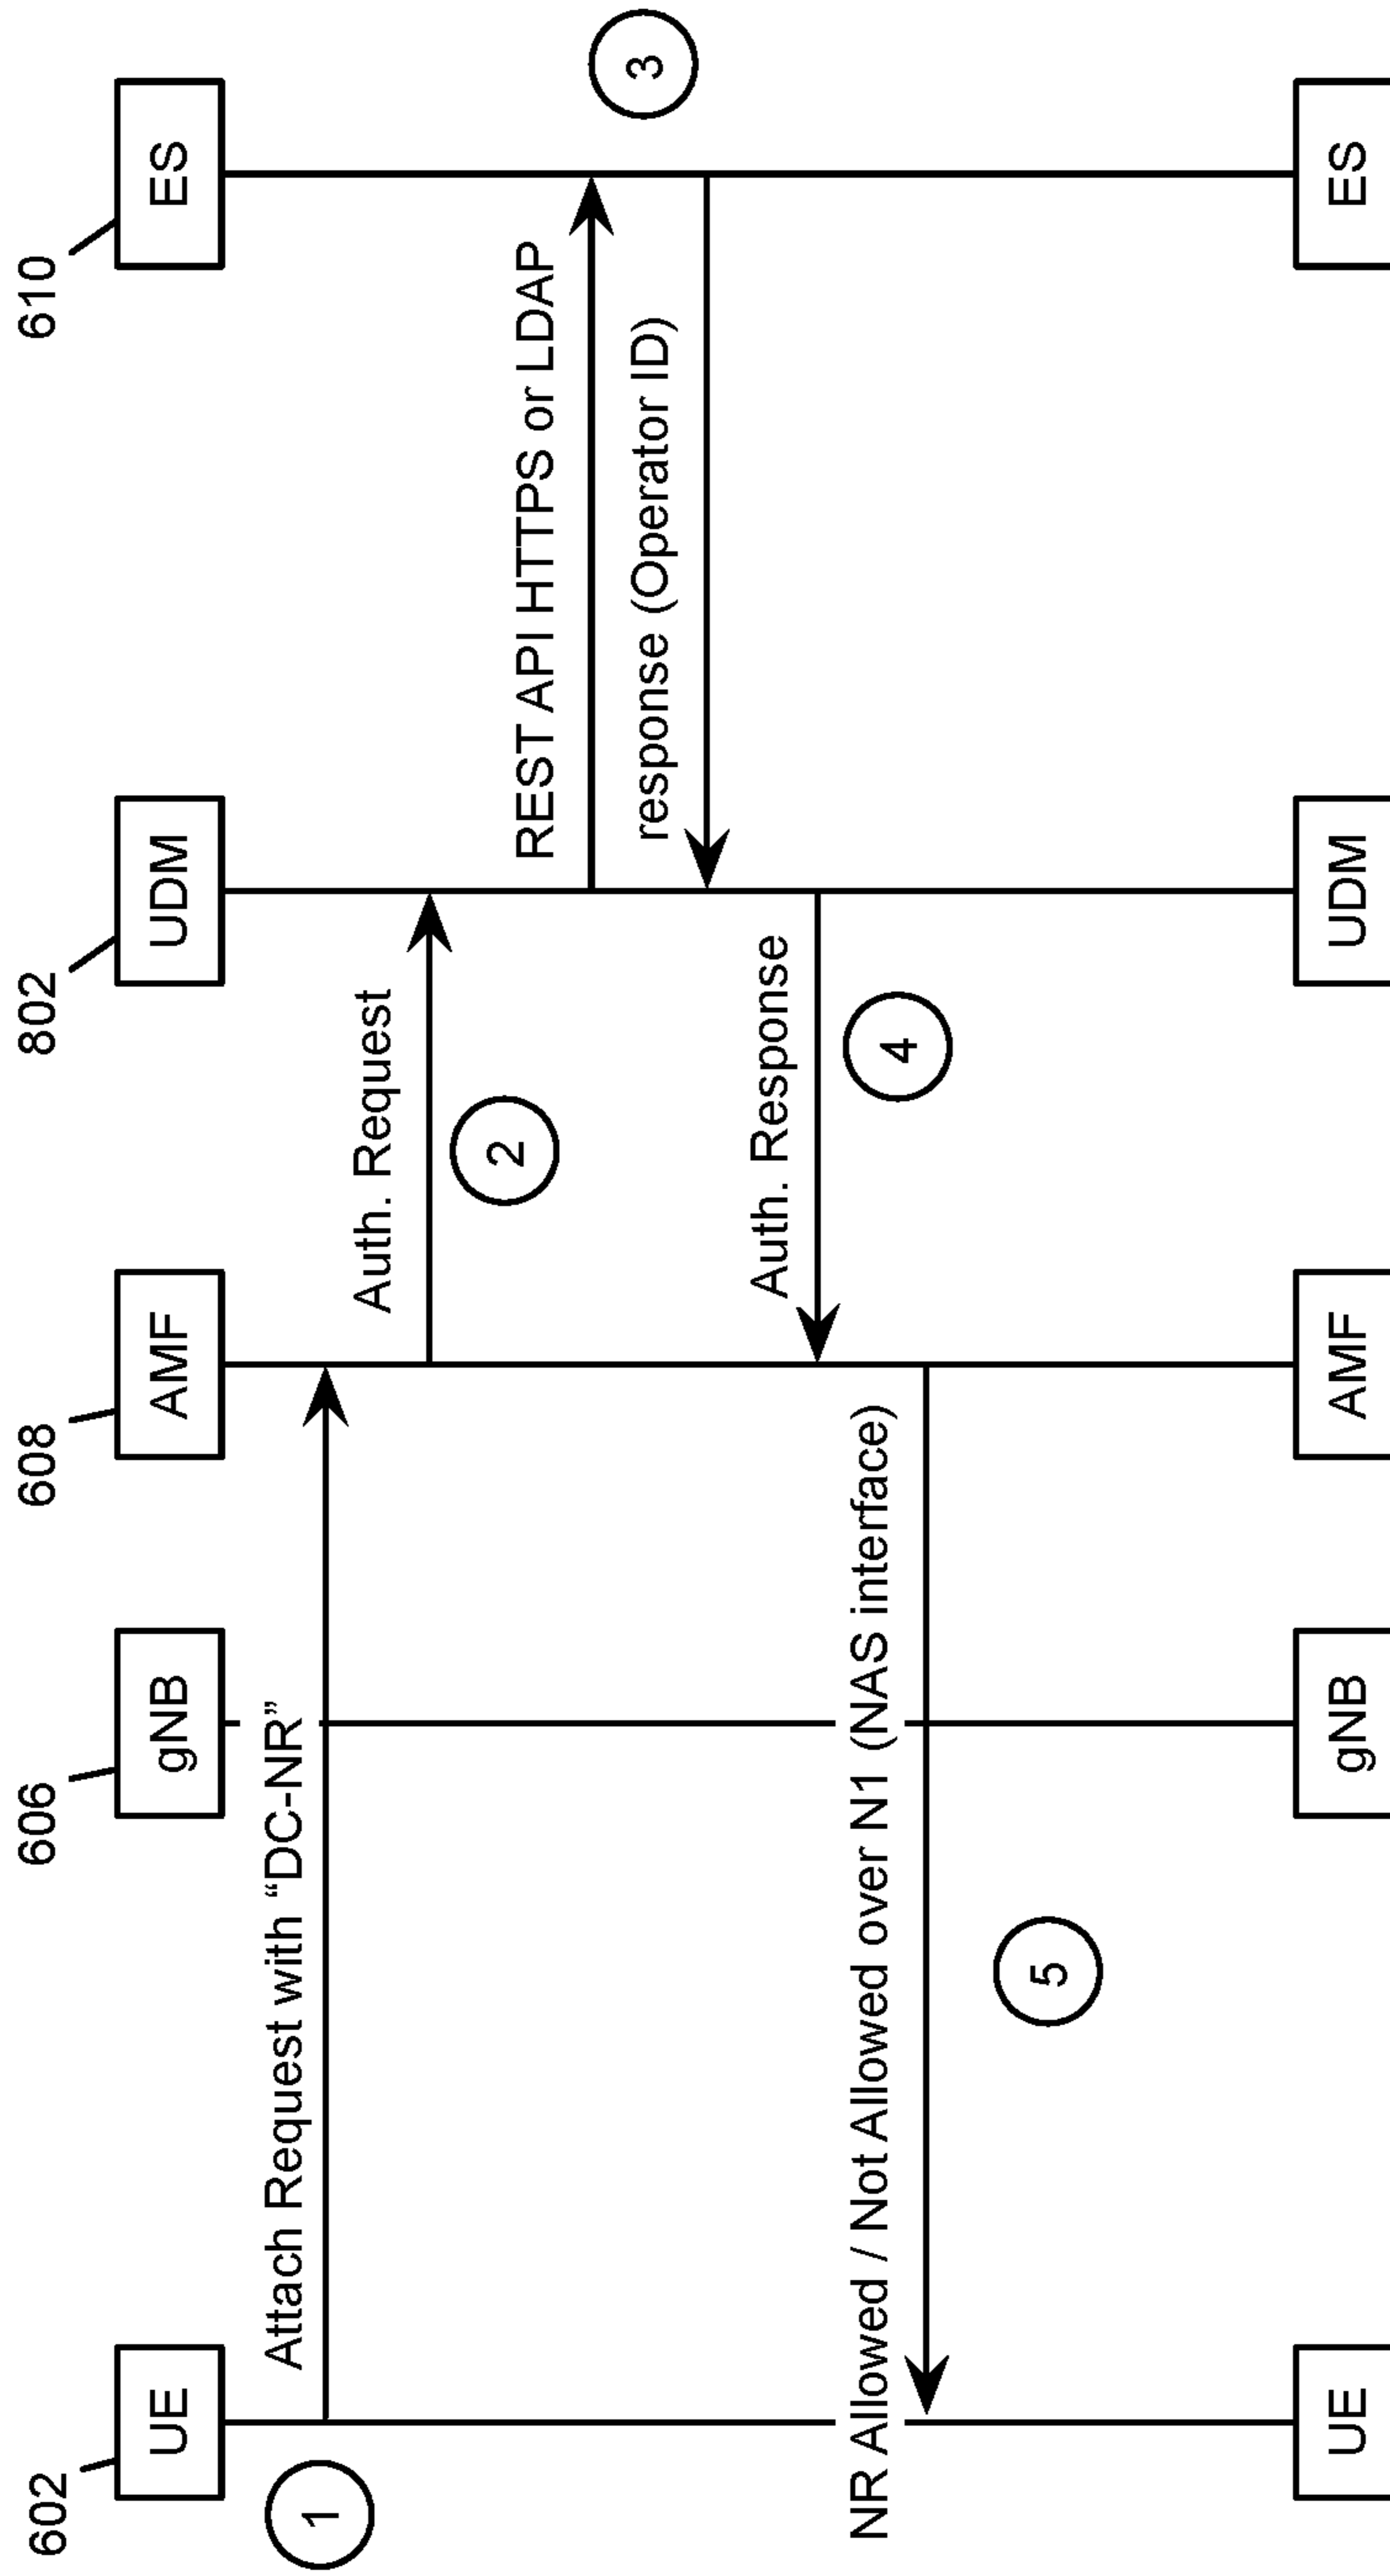 602
606
608
802
610
UE
gNB
AMF
UDM
ES
1
Attach Request with “DC-NR”
Auth. Request
2
REST API HTTPS or LDAP
3
response (Operator ID)
Auth. Response
4
NR Allowed / Not Allowed over N1 (NAS interface)
5
UE
gNB
AMF
UDM
ES